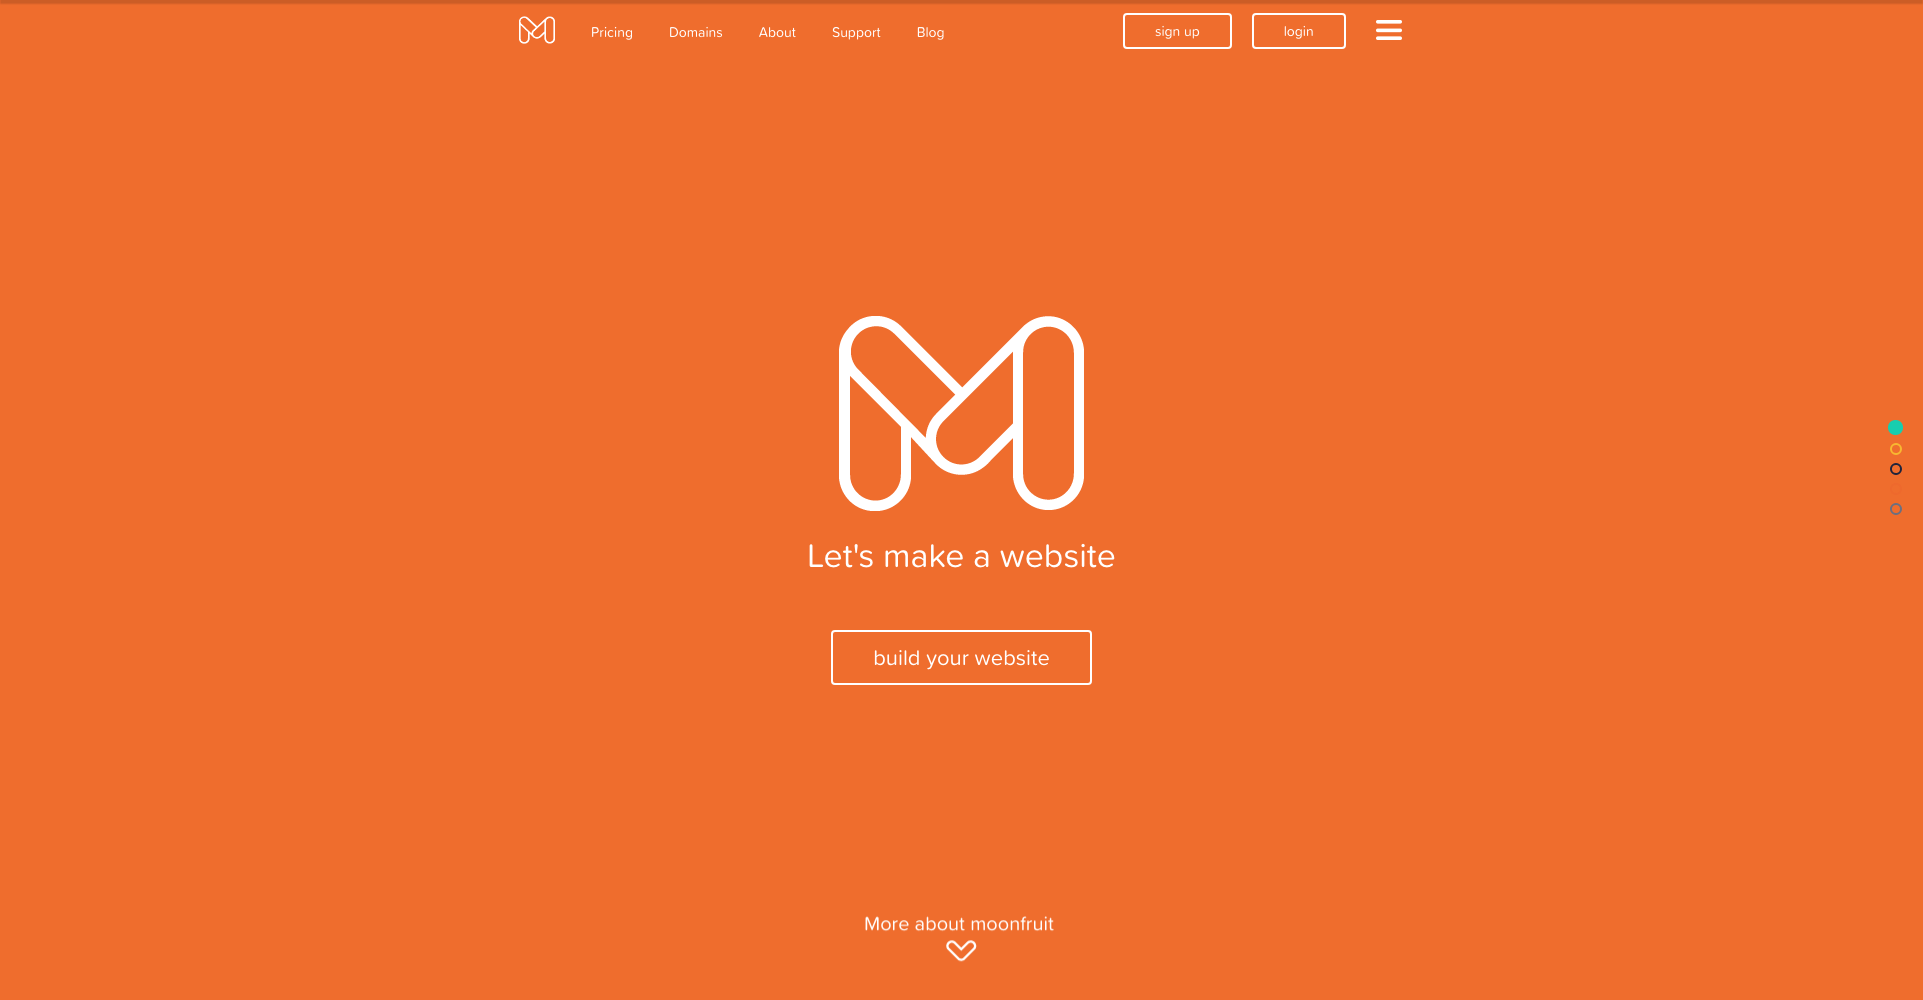 Pricing Domains About Support Blog sign up login
Let's make a website
build your website
More about moonfruit